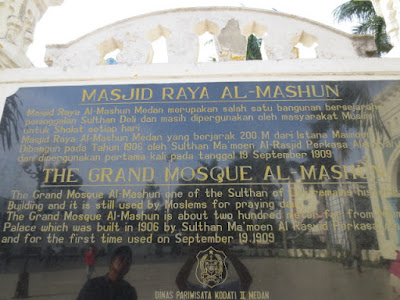 MASJID RAYA AL-MASHUN
Masjid Raya Al-Mashun Medan merupakan salah satu bangunan bersejarah
peninggalan Sulthan Deli dan masih dipergunakan oleh masyarakat Muslim
untuk Sholat setiap hari.
Masjid Raya Al-Mashun Medan yang berjarak 200 M dari Istana Maimoen
Dibangun pada Tahun 1906 oleh Sulthan Ma'moen Al-Rasjid Perkasa
dan dipergunakan pertama kali pada tanggal 19 September 1909
THE GRAND MOSQUE AL-MASHUN
The Grand Mosque Al-Mashun one of the Sulthan of remains
Building and it is still used by Moslems for praying
The Grand Mosque Al-Mashun is about two hundred from
Palace which was built in 1906 by Sulthan Ma'moen Al Rasjid Perkasa
and for the first time used on September 19.1909
DINAS PARIWISATA KODATI II MEDAN